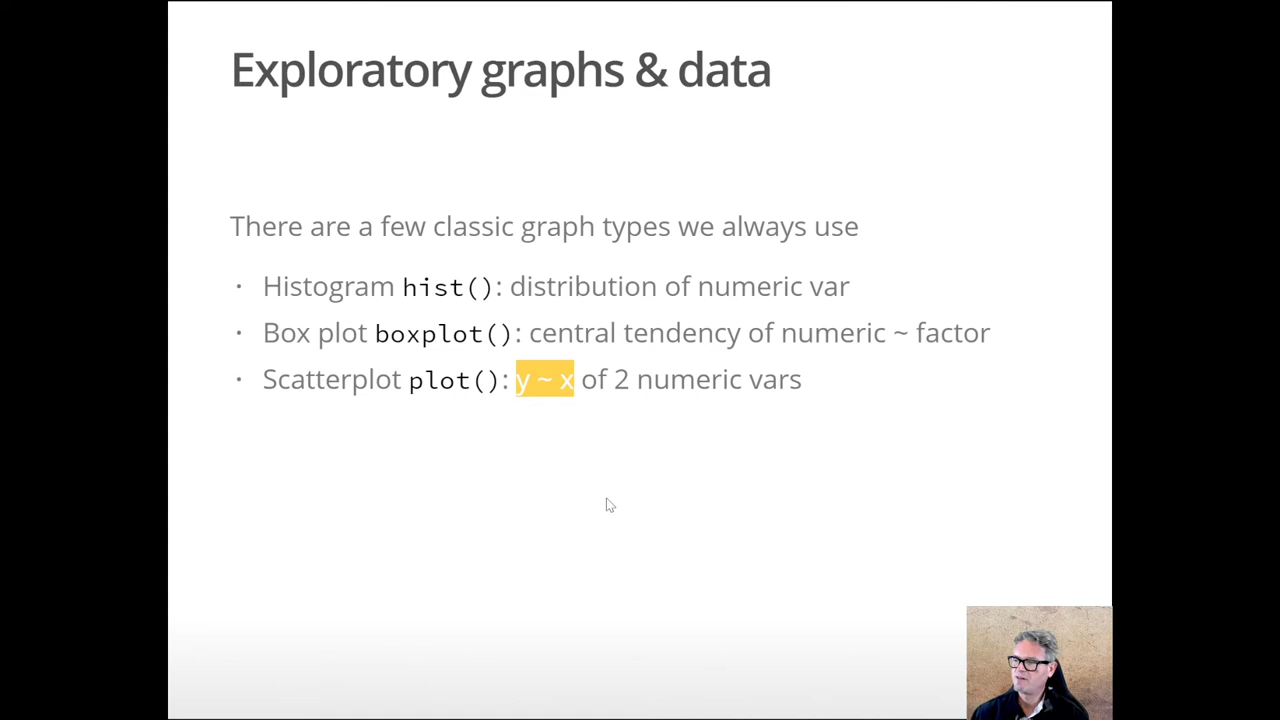 Exploratory graphs & data
There are a few classic graph types we always use
• Histogram hist(): distribution of numeric var
• Box plot boxplot(): central tendency of numeric ~ factor
• Scatterplot plot(): y ~ x of 2 numeric vars